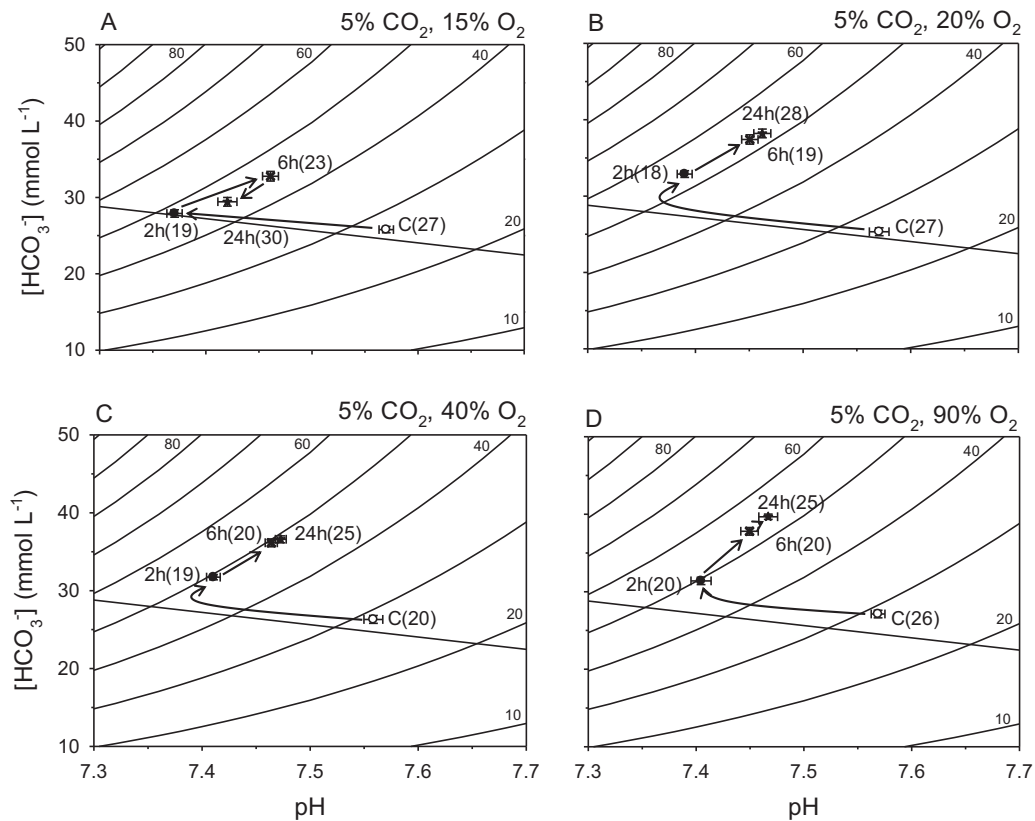 A
5% CO₂, 15% O₂
B
5% CO₂, 20% O₂
50
40
30
20
10
[HCO₃⁻] (mmol L⁻¹)
80
60
40
20
10
6h(23)
2h(19)
24h(30)
C(27)
80
60
40
20
10
24h(28)
2h(18)
6h(19)
C(27)
C
5% CO₂, 40% O₂
D
5% CO₂, 90% O₂
50
40
30
20
10
[HCO₃⁻] (mmol L⁻¹)
80
60
40
20
10
6h(20)
24h(25)
2h(19)
C(20)
80
60
40
20
10
24h(25)
6h(20)
2h(20)
C(26)
7.3 7.4 7.5 7.6 7.7
7.3 7.4 7.5 7.6 7.7
pH
pH